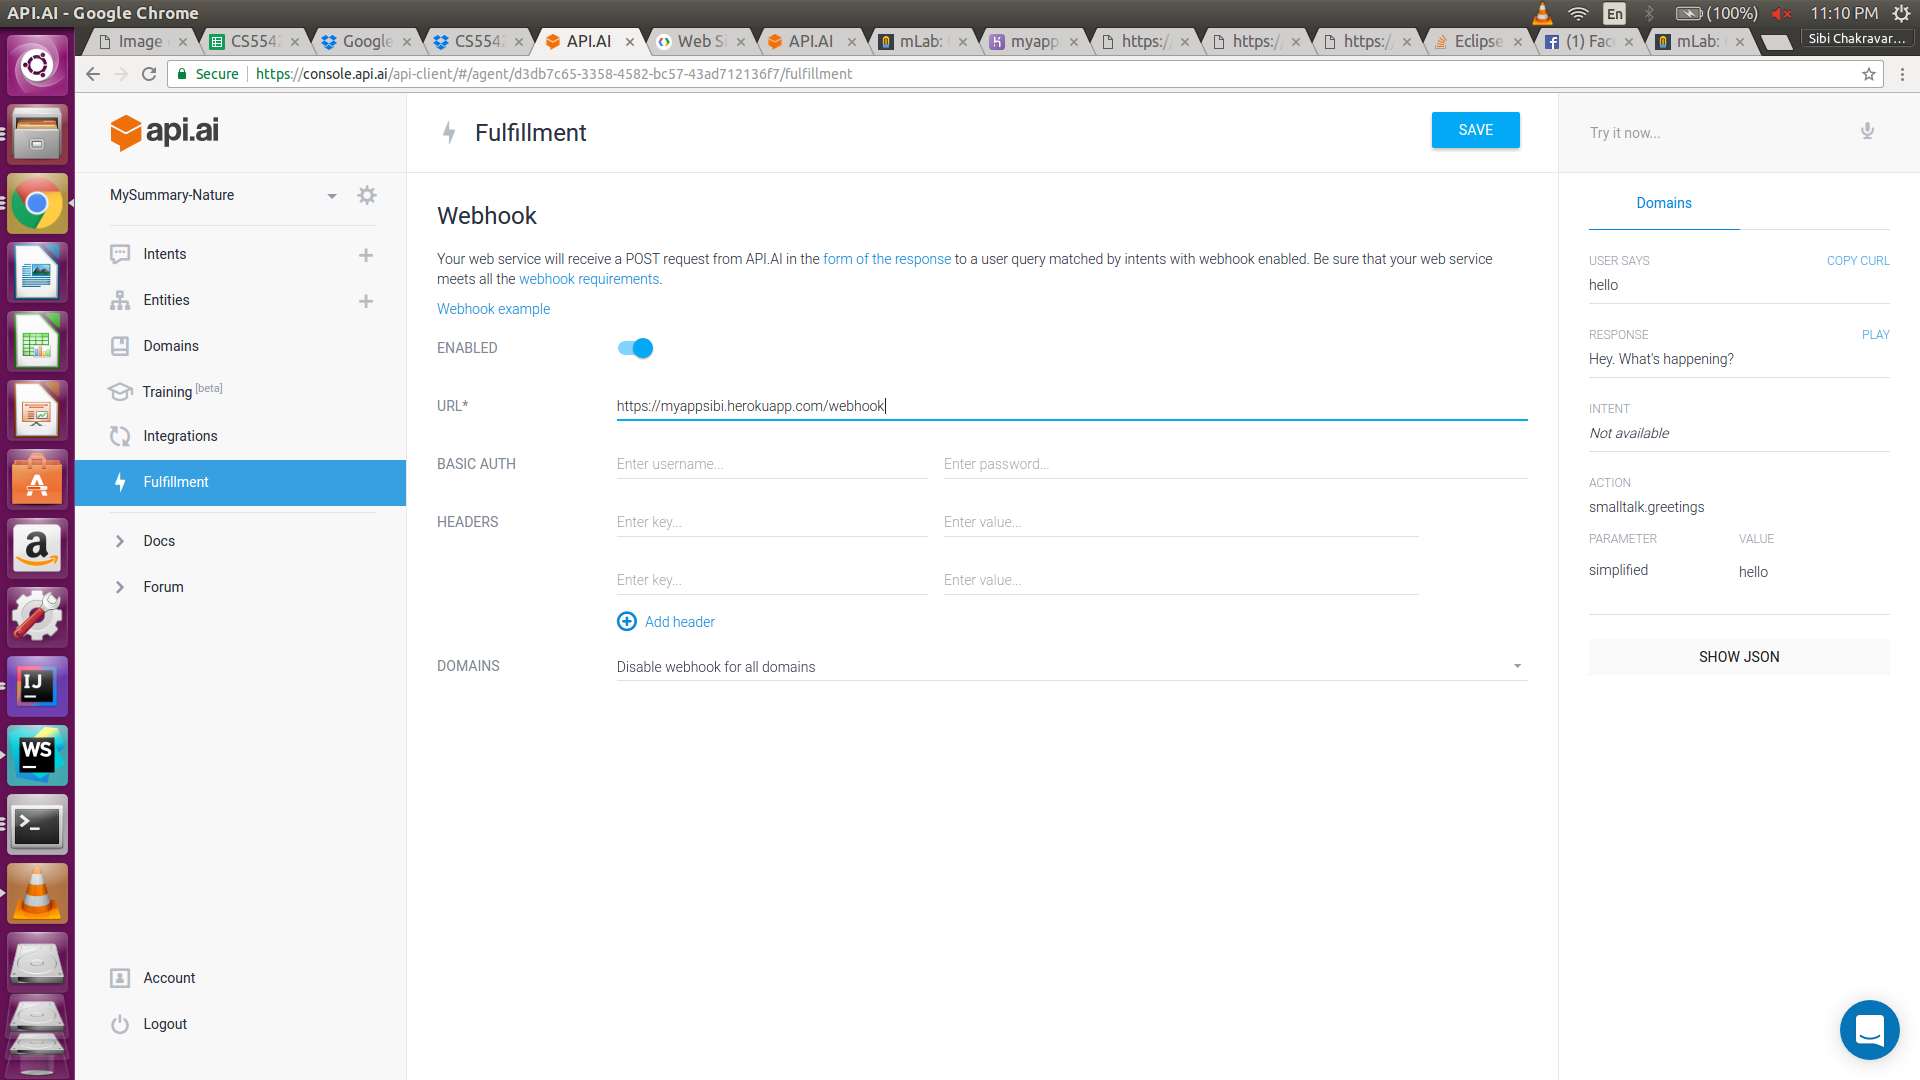 API.AI - Google Chrome
En
(100%)
11:10 PM
Image
CS554
Google
CS554
API.AI
Web S
API.AI
mLab:
myapp
https:/
https:/
https:/
Eclipse
(1) Fac
mLab:
Sibi Chakravar...
Secure
https://console.api.ai/api-client/#/agent/d3db7c65-3358-4582-bc57-43ad712136f7/fulfillment
api.ai
MySummary-Nature
Intents
Entities
Domains
Training [beta]
Integrations
Fulfillment
Docs
Forum
Account
Logout
Fulfillment
SAVE
Webhook
Your web service will receive a POST request from API.AI in the form of the response to a user query matched by intents with webhook enabled. Be sure that your web service
meets all the webhook requirements.
Webhook example
ENABLED
URL*
https://myappsibi.herokuapp.com/webhook
BASIC AUTH
Enter username...
Enter password...
HEADERS
Enter key...
Enter value...
Enter key...
Enter value...
Add header
DOMAINS
Disable webhook for all domains
Try it now...
Domains
USER SAYS
COPY CURL
hello
RESPONSE
PLAY
Hey. What's happening?
INTENT
Not available
ACTION
smalltalk.greetings
PARAMETER
VALUE
simplified
hello
SHOW JSON
IJ
WS